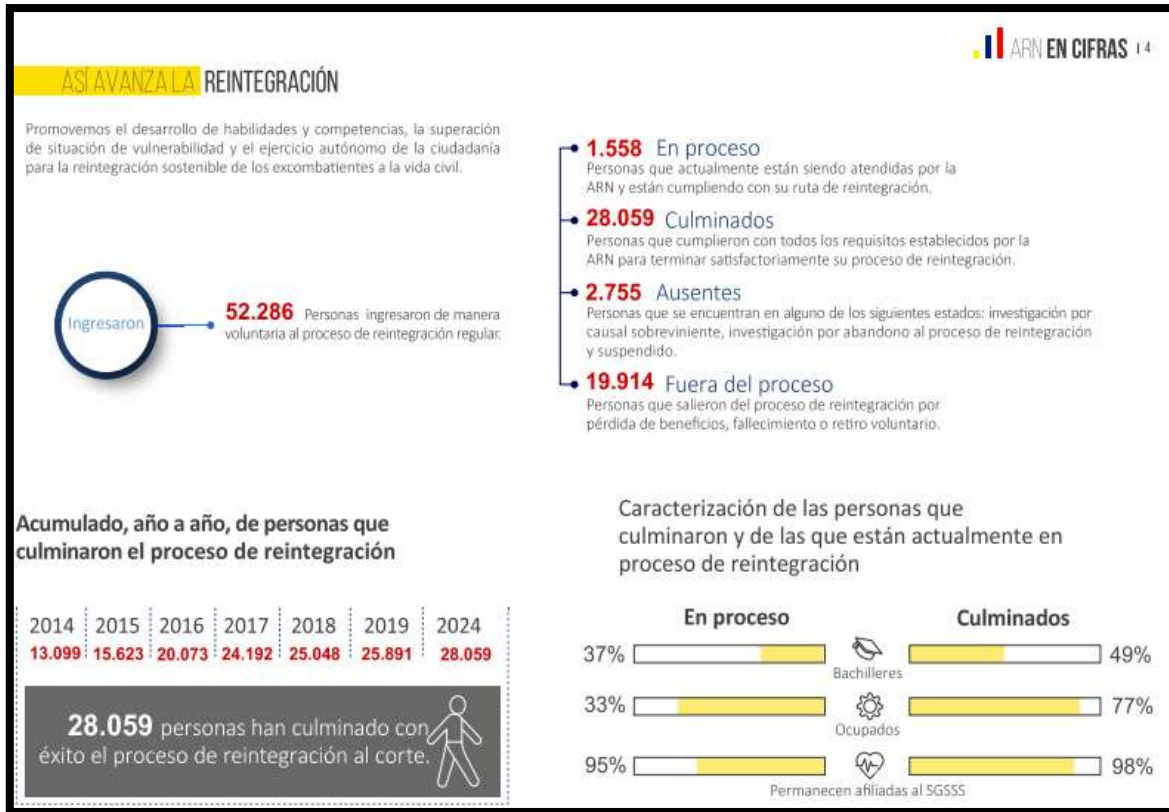 ARN EN CIFRAS I 4
ASÍ AVANZA LA REINTEGRACIÓN
Promovemos el desarrollo de habilidades y competencias, la superación
de situación de vulnerabilidad y el ejercicio autónomo de la ciudadanía
para la reintegración sostenible de los excombatientes a la vida civil.
Ingresaron
52.286 Personas ingresaron de manera
voluntaria al proceso de reintegración regular.
1.558 En proceso
Personas que actualmente están siendo atendidas por la
ARN y están cumpliendo con su ruta de reintegración.
28.059 Culminados
Personas que cumplieron con todos los requisitos establecidos por la
ARN para terminar satisfactoriamente su proceso de reintegración.
2.755 Ausentes
Personas que se encuentran en alguno de los siguientes estados: investigación por
causal sobreviniente, investigación por abandono al proceso de reintegración
y suspendido.
19.914 Fuera del proceso
Personas que salieron del proceso de reintegración por
pérdida de beneficios, fallecimiento o retiro voluntario.
Acumulado, año a año, de personas que
culminaron el proceso de reintegración
2014 2015 2016 2017 2018 2019 2024
13.099 15.623 20.073 24.192 25.048 25.891 28.059
28.059 personas han culminado con
éxito el proceso de reintegración al corte.
Caracterización de las personas que
culminaron y de las que están actualmente en
proceso de reintegración
En proceso Culminados
37% 49%
Bachilleres
33% 77%
Ocupados
95% 98%
Permanecen afiliadas al SGSSS